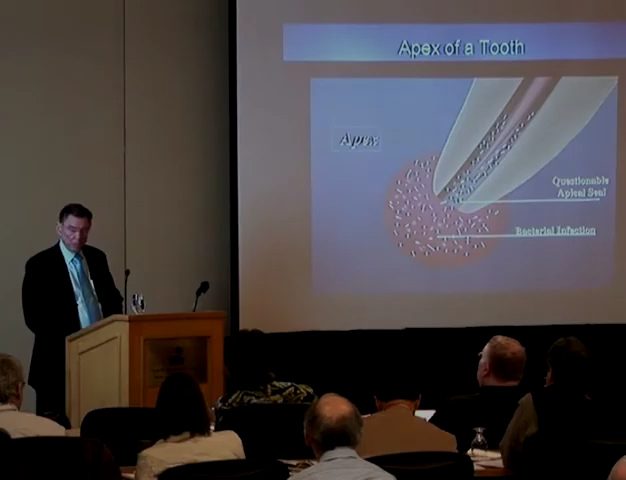 Apex of a Tooth
Apex
Questionable
Apical Seal
Bacterial Infection